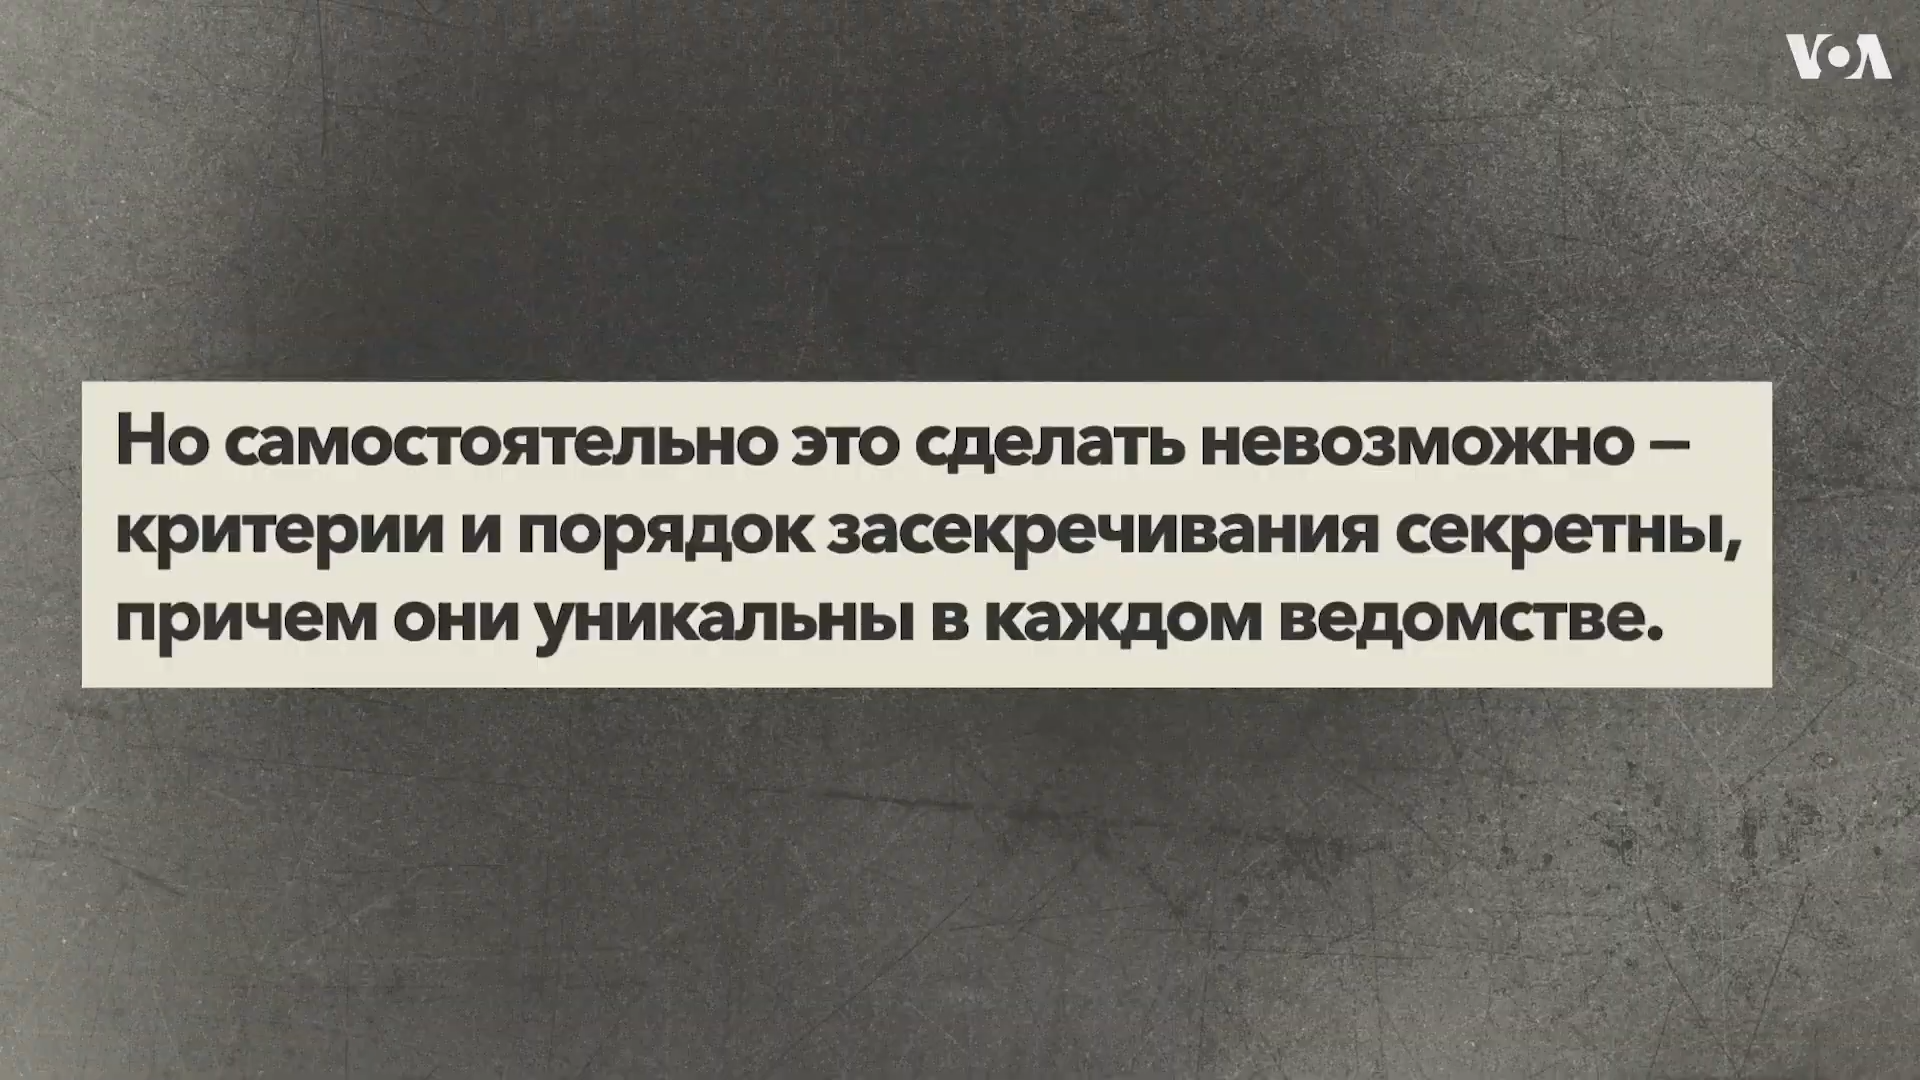 VOA
Но самостоятельно это сделать невозможно –
критерии и порядок засекречивания секретны,
причем они уникальны в каждом ведомстве.